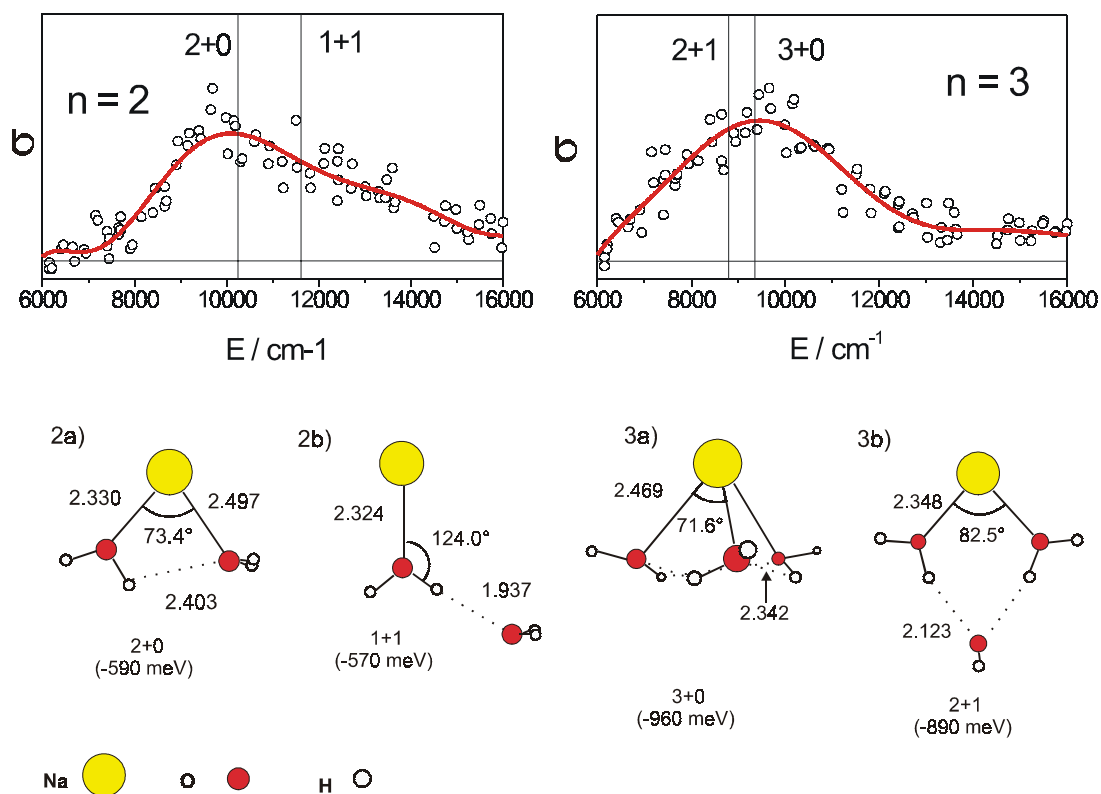 2+0 1+1
n = 2
σ
6000 8000 10000 12000 14000 16000
E / cm-1
2+1 3+0
n = 3
σ
6000 8000 10000 12000 14000 16000
E / cm-1
2a)
2.330 2.497
73.4°
2.403
2+0
(-590 meV)
2b)
2.324
124.0°
1.937
1+1
(-570 meV)
3a)
2.469
71.6°
2.342
3+0
(-960 meV)
3b)
2.348
82.5°
2.123
2+1
(-890 meV)
Na O H